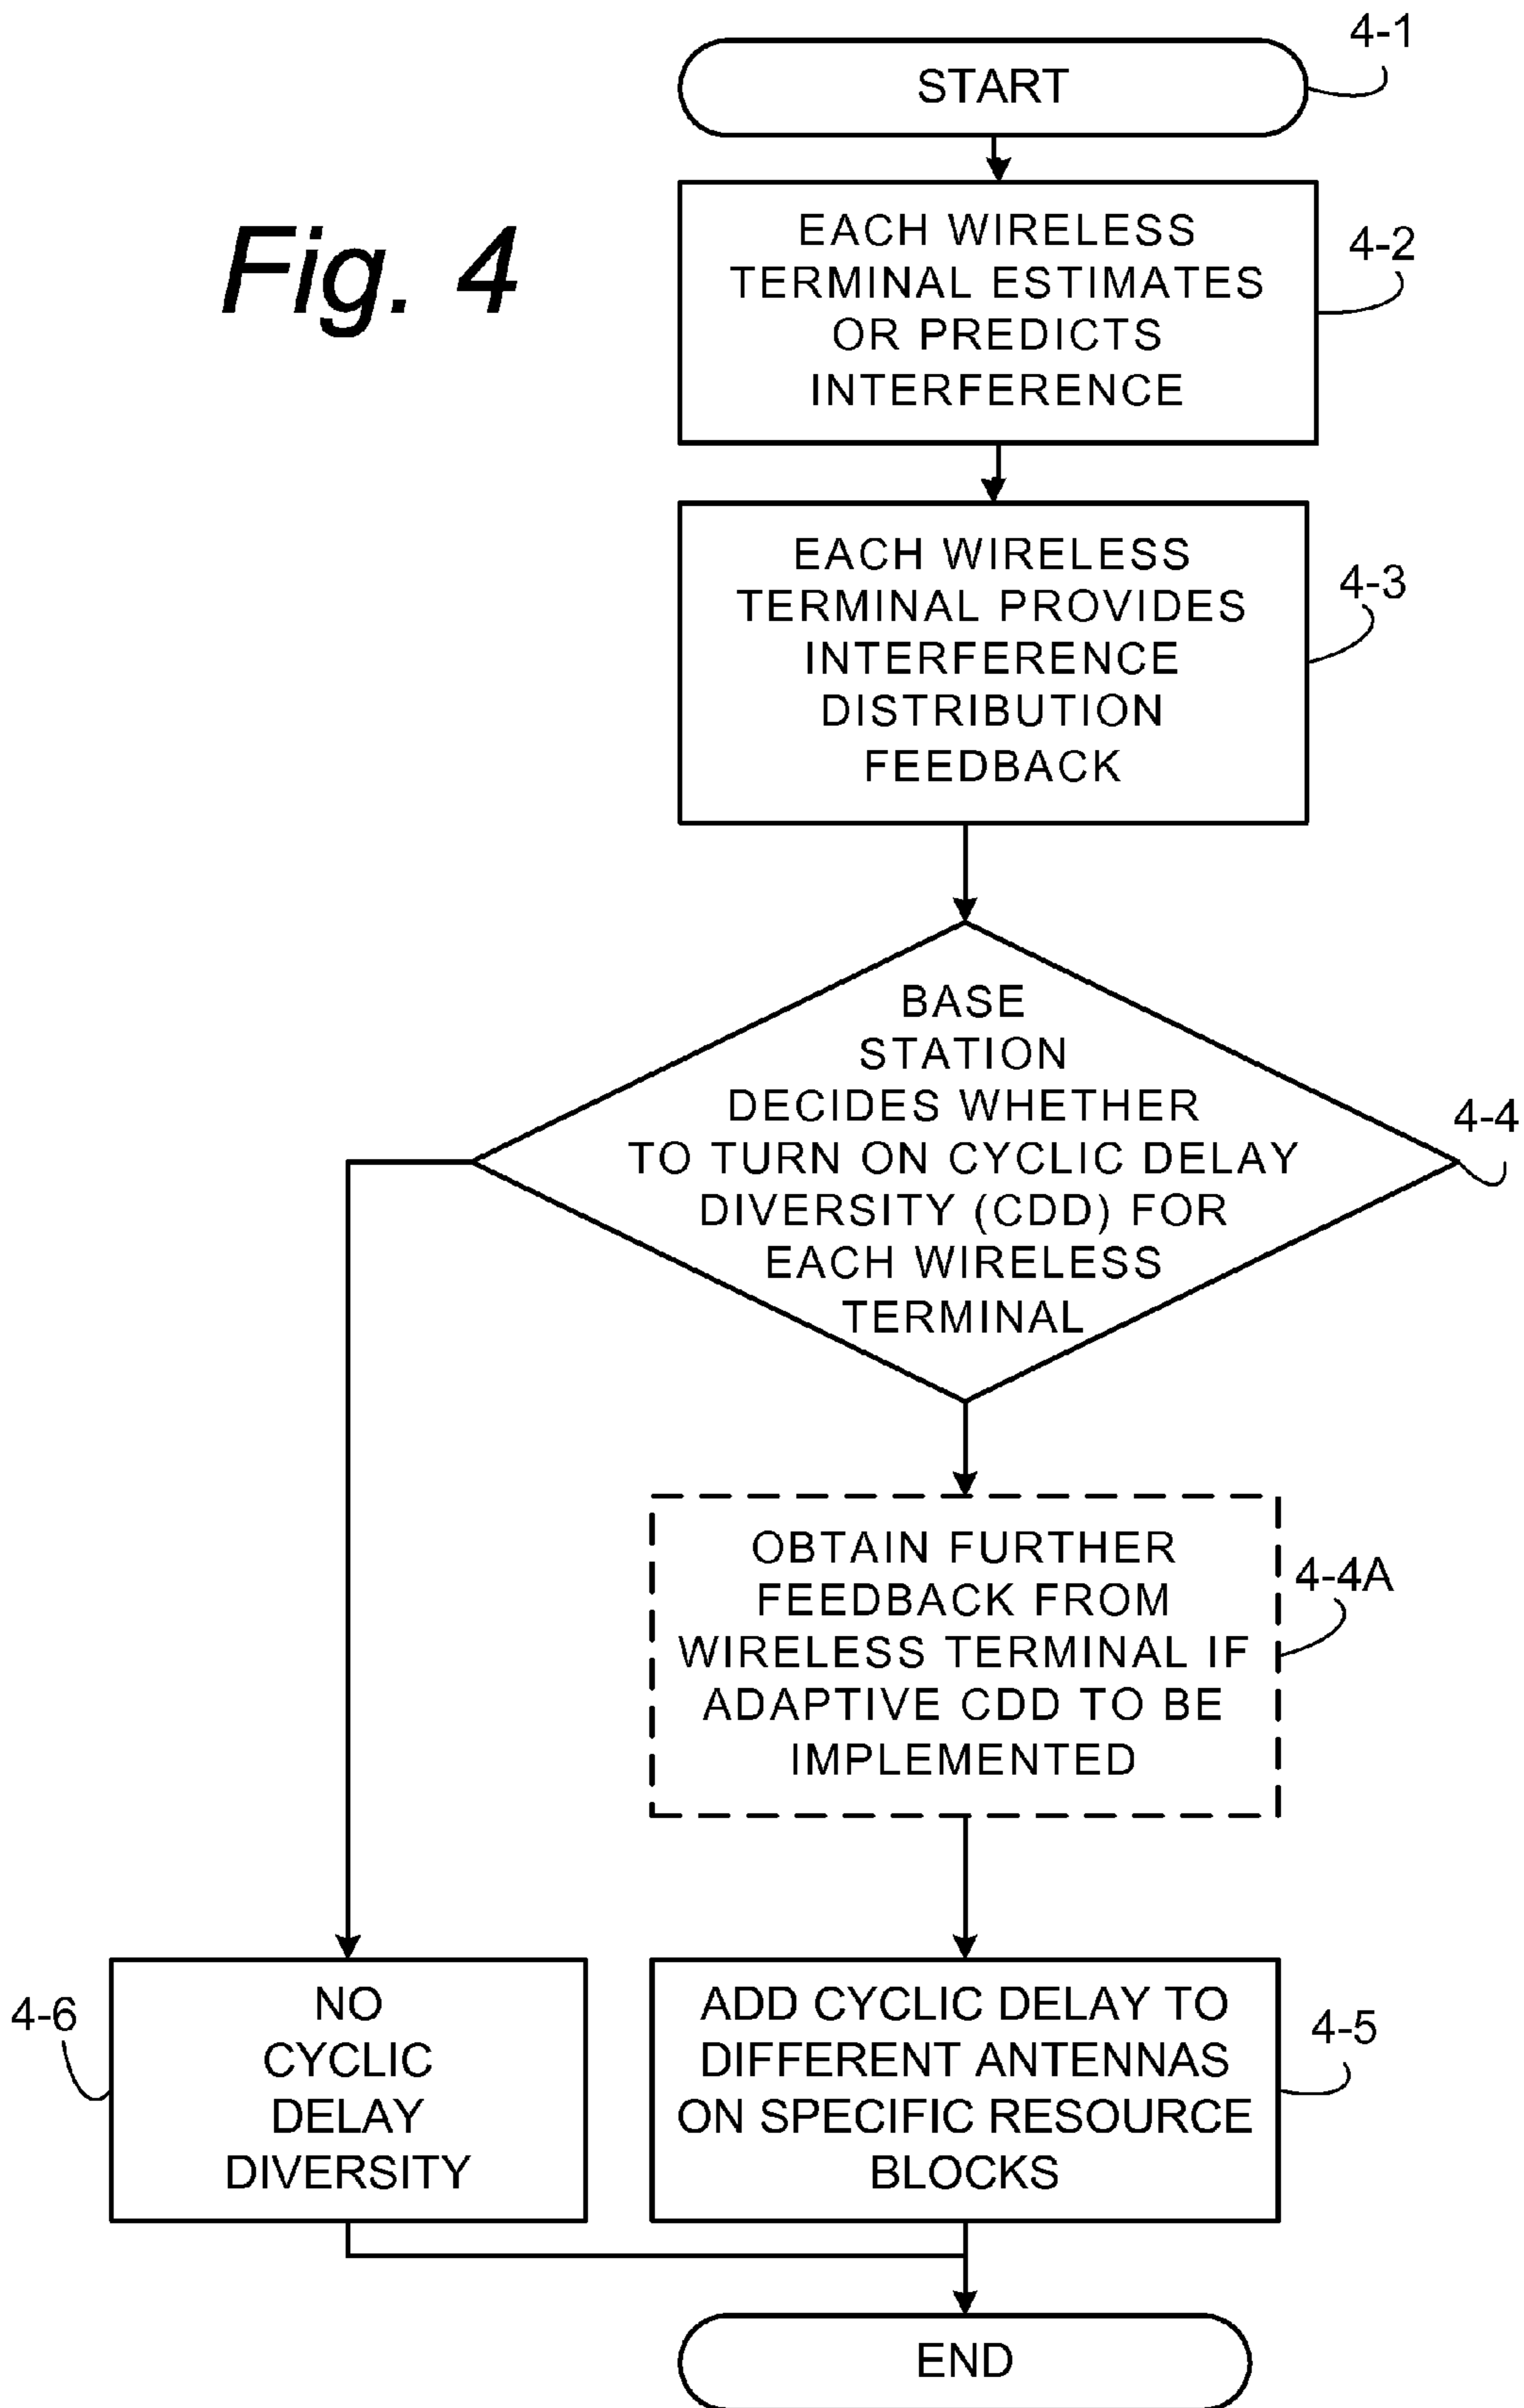 4-1
START
Fig. 4
EACH WIRELESS
TERMINAL ESTIMATES
OR PREDICTS
INTERFERENCE
4-2
EACH WIRELESS
TERMINAL PROVIDES
INTERFERENCE
DISTRIBUTION
FEEDBACK
4-3
BASE
STATION
DECIDES WHETHER
TO TURN ON CYCLIC DELAY
DIVERSITY (CDD) FOR
EACH WIRELESS
TERMINAL
4-4
OBTAIN FURTHER
FEEDBACK FROM
WIRELESS TERMINAL IF
ADAPTIVE CDD TO BE
IMPLEMENTED
4-4A
4-6
NO
CYCLIC
DELAY
DIVERSITY
ADD CYCLIC DELAY TO
DIFFERENT ANTENNAS
ON SPECIFIC RESOURCE
BLOCKS
4-5
END